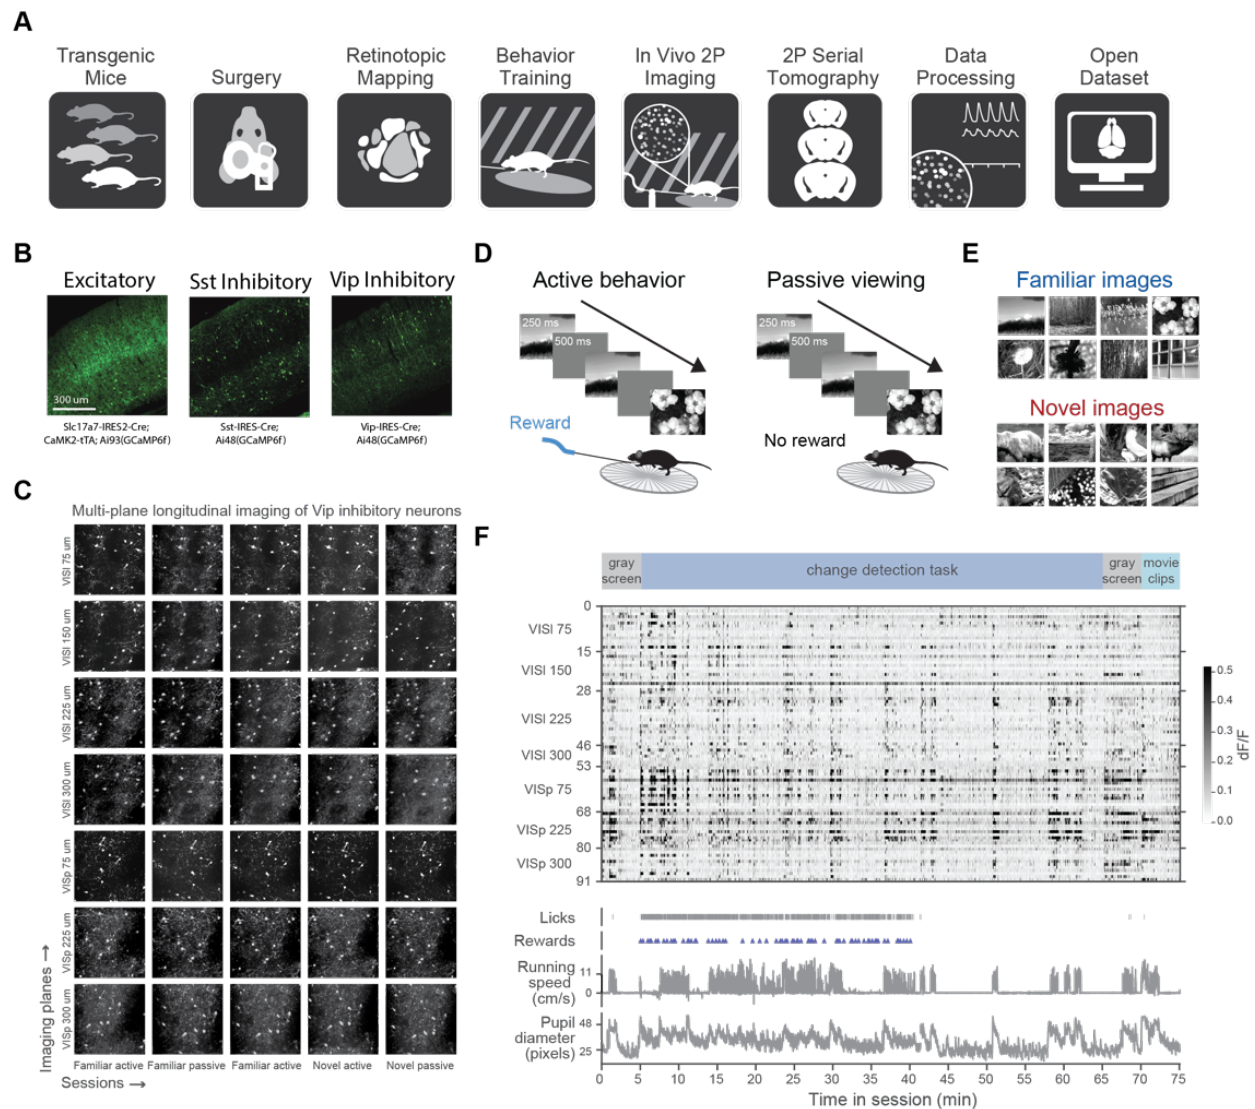 A
Transgenic
Mice
Surgery
Retinotopic
Mapping
Behavior
Training
In Vivo 2P
Imaging
2P Serial
Tomography
Data
Processing
Open
Dataset
B
Excitatory
Sst Inhibitory
Vip Inhibitory
300 um
Slc17a7-IRES2-Cre;
CaMK2-tTA; Ai93(GCaMP6f)
Sst-IRES-Cre;
Ai48(GCaMP6f)
Vip-IRES-Cre;
Ai48(GCaMP6f)
C
Multi-plane longitudinal imaging of Vip inhibitory neurons
VISl 75 um
VISl 150 um
VISl 225 um
VISl 300 um
VISp 75 um
VISp 225 um
VISp 300 um
Imaging planes →
Familiar active
Familiar passive
Familiar active
Novel active
Novel passive
Sessions →
D
Active behavior
250 ms
500 ms
Reward
Passive viewing
250 ms
500 ms
No reward
E
Familiar images
Novel images
F
gray
screen
change detection task
gray
screen
movie
clips
0
VISl 75
15
VISl 150
28
VISl 225
46
VISl 300
53
VISp 75
68
VISp 225
80
VISp 300
91
0.5
0.4
0.3
0.2
0.1
0.0
dF/F
Licks
Rewards
Running
speed
(cm/s)
11
0
Pupil
diameter
(pixels)
48
25
0 5 10 15 20 25 30 35 40 45 50 55 60 65 70 75
Time in session (min)